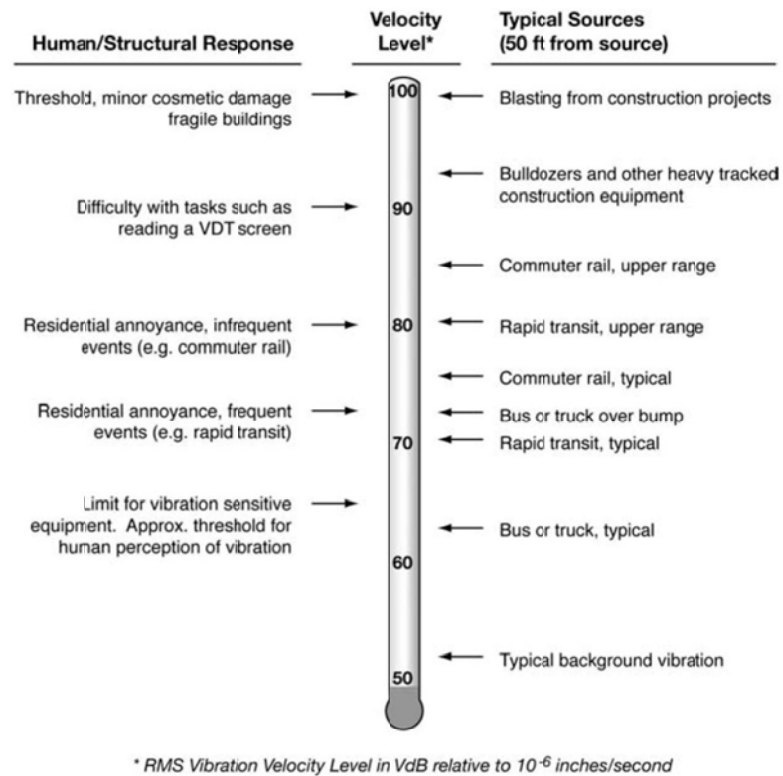 Human/Structural Response
Velocity
Level*
Typical Sources
(50 ft from source)
Threshold, minor cosmetic damage
fragile buildings
100
Blasting from construction projects
Bulldozers and other heavy tracked
construction equipment
Difficulty with tasks such as
reading a VDT screen
90
Commuter rail, upper range
Residential annoyance, infrequent
events (e.g. commuter rail)
80
Rapid transit, upper range
Commuter rail, typical
Residential annoyance, frequent
events (e.g. rapid transit)
Bus or truck over bump
70
Rapid transit, typical
Limit for vibration sensitive
equipment. Approx. threshold for
human perception of vibration
Bus or truck, typical
60
Typical background vibration
50
* RMS Vibration Velocity Level in VdB relative to 10⁻⁶ inches/second